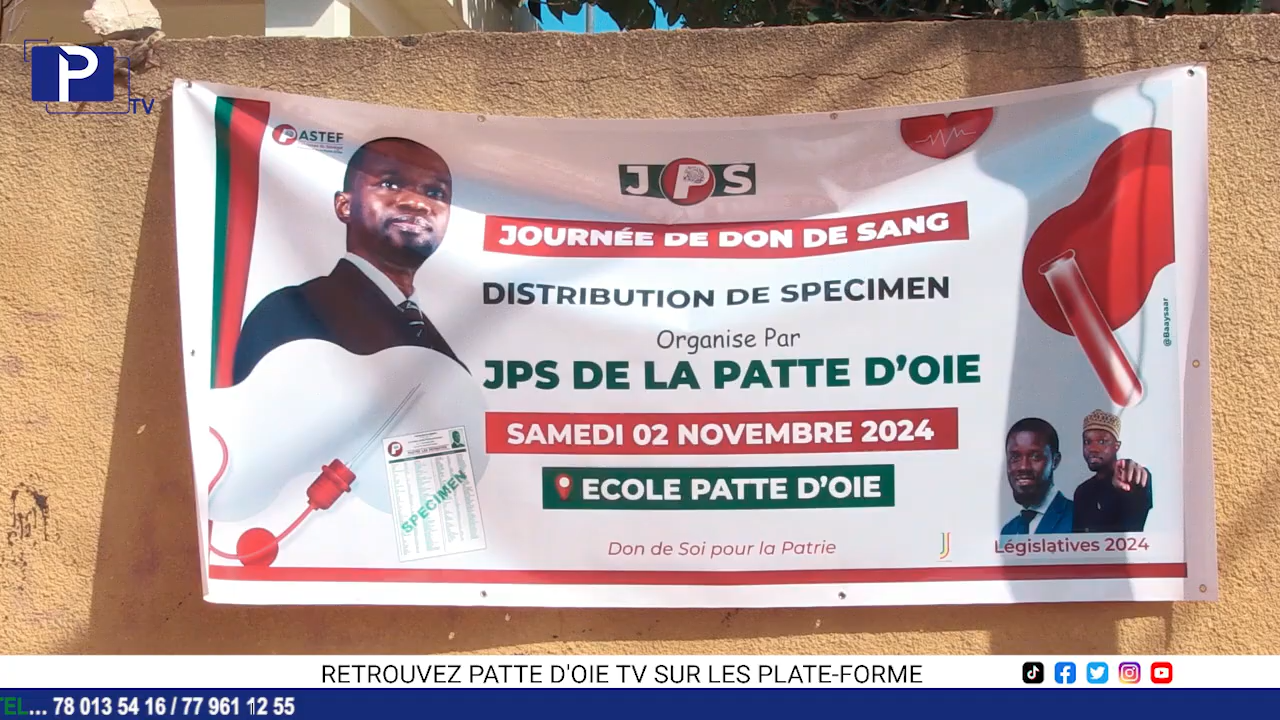 P
TV
PASTEF
JPS
JOURNÉE DE DON DE SANG
DISTRIBUTION DE SPECIMEN
Organise Par
JPS DE LA PATTE D'OIE
SAMEDI 02 NOVEMBRE 2024
ECOLE PATTE D'OIE
SPECIMEN
Don de Soi pour la Patrie
Législatives 2024
@Baaysaar
RETROUVEZ PATTE D'OIE TV SUR LES PLATE-FORME
TEL... 78 013 54 16 / 77 961 12 55